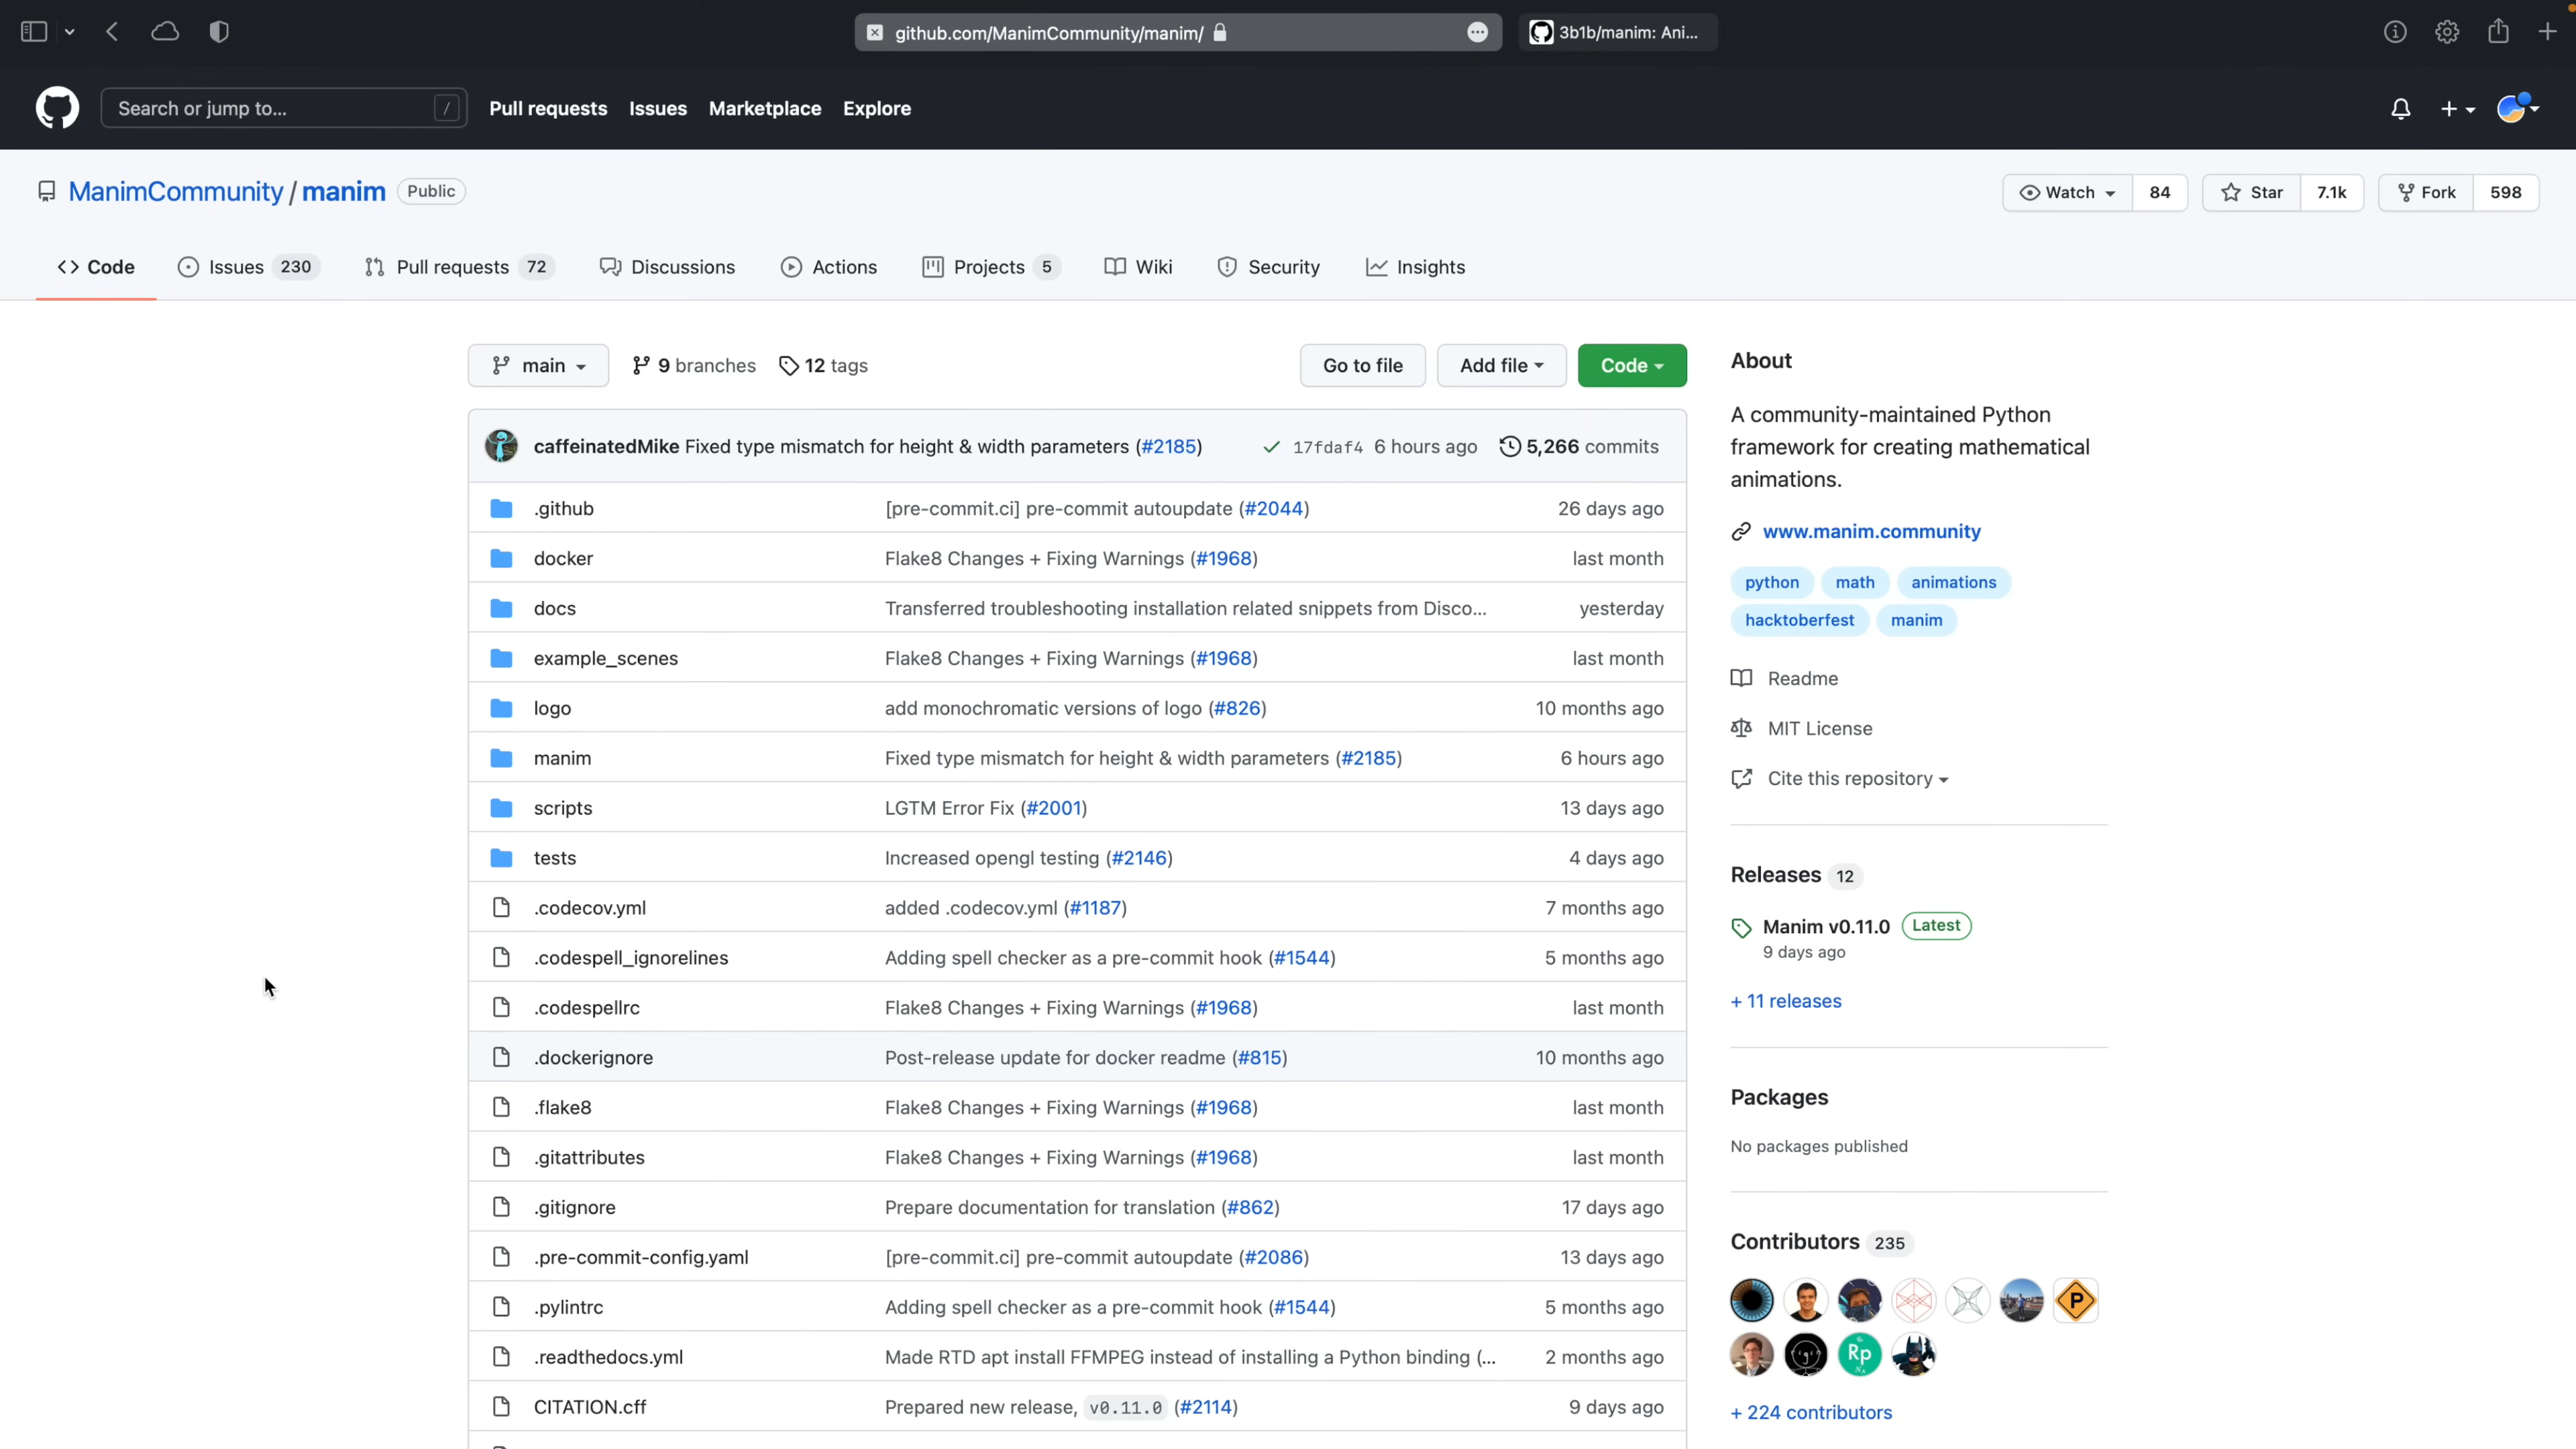 github.com/ManimCommunity/manim/
3b1b/manim: Ani...
Search or jump to... /
Pull requests Issues Marketplace Explore
ManimCommunity / manim Public
Watch 84 Star 7.1k Fork 598
Code Issues 230 Pull requests 72 Discussions Actions Projects 5 Wiki Security Insights
main 9 branches 12 tags Go to file Add file Code
caffeinatedMike Fixed type mismatch for height & width parameters (#2185) 17fdaf4 6 hours ago 5,266 commits
.github [pre-commit.ci] pre-commit autoupdate (#2044) 26 days ago
docker Flake8 Changes + Fixing Warnings (#1968) last month
docs Transferred troubleshooting installation related snippets from Disco... yesterday
example_scenes Flake8 Changes + Fixing Warnings (#1968) last month
logo add monochromatic versions of logo (#826) 10 months ago
manim Fixed type mismatch for height & width parameters (#2185) 6 hours ago
scripts LGTM Error Fix (#2001) 13 days ago
tests Increased opengl testing (#2146) 4 days ago
.codecov.yml added .codecov.yml (#1187) 7 months ago
.codespell_ignorelines Adding spell checker as a pre-commit hook (#1544) 5 months ago
.codespellrc Flake8 Changes + Fixing Warnings (#1968) last month
.dockerignore Post-release update for docker readme (#815) 10 months ago
.flake8 Flake8 Changes + Fixing Warnings (#1968) last month
.gitattributes Flake8 Changes + Fixing Warnings (#1968) last month
.gitignore Prepare documentation for translation (#862) 17 days ago
.pre-commit-config.yaml [pre-commit.ci] pre-commit autoupdate (#2086) 13 days ago
.pylintrc Adding spell checker as a pre-commit hook (#1544) 5 months ago
.readthedocs.yml Made RTD apt install FFMPEG instead of installing a Python binding (... 2 months ago
CITATION.cff Prepared new release, v0.11.0 (#2114) 9 days ago
About
A community-maintained Python
framework for creating mathematical
animations.
www.manim.community
python math animations
hacktoberfest manim
Readme
MIT License
Cite this repository
Releases 12
Manim v0.11.0 Latest
9 days ago
+ 11 releases
Packages
No packages published
Contributors 235
P
Rp
+ 224 contributors